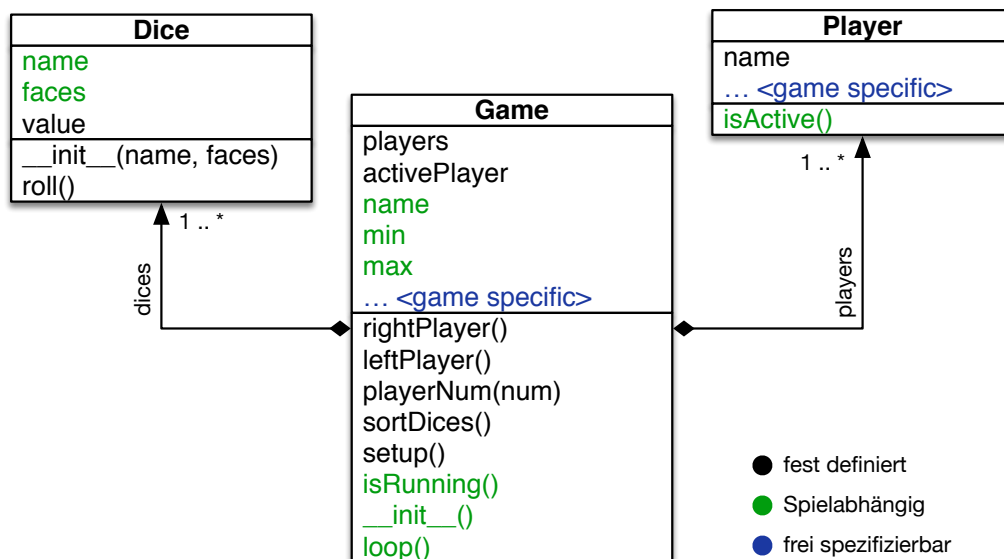 Dice
name
faces
value
__init__(name, faces)
roll()
1 .. *
dices
Game
players
activePlayer
name
min
max
... <game specific>
rightPlayer()
leftPlayer()
playerNum(num)
sortDices()
setup()
isRunning()
__init__()
loop()
Player
name
... <game specific>
isActive()
1 .. *
players
fest definiert
Spielabhängig
frei spezifizierbar